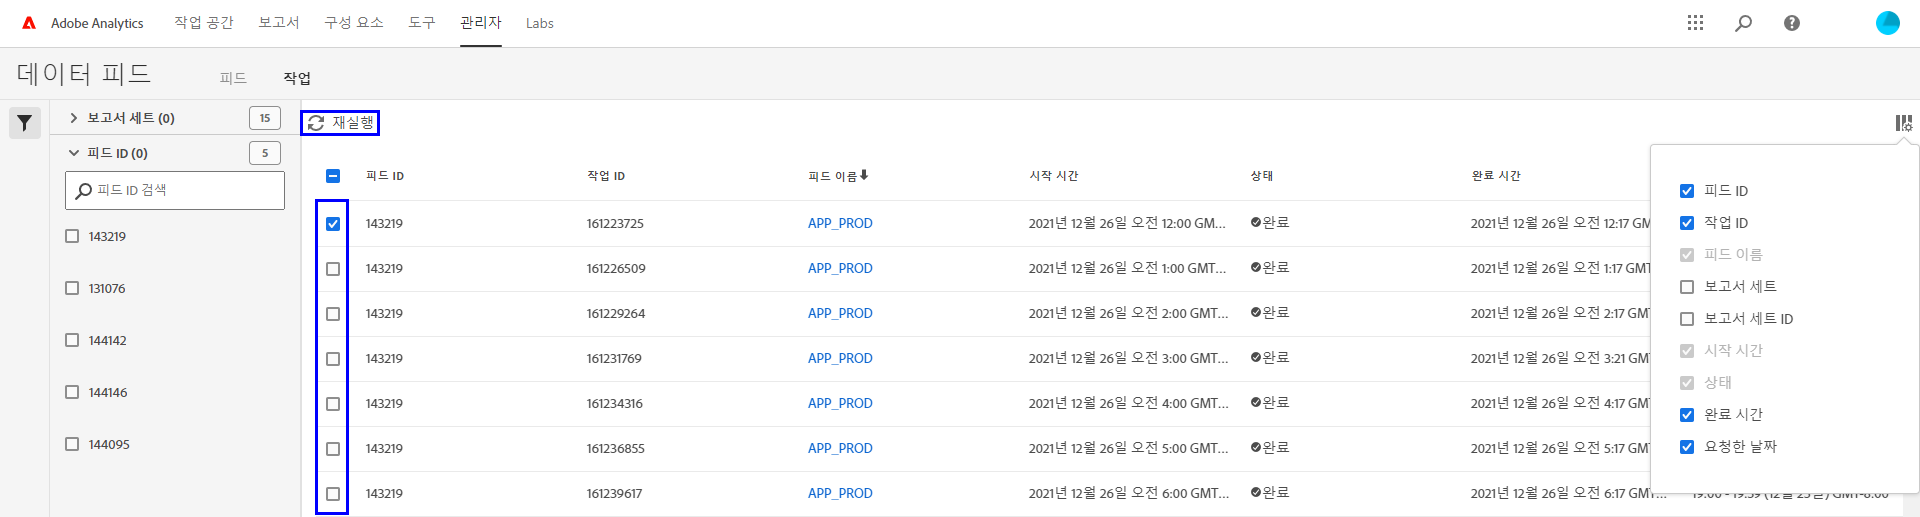 Adobe Analytics 작업 공간 보고서 구성 요소 도구 관리자 Labs
데이터 피드 피드 작업
보고서 세트 (0) 15
피드 ID (0) 5
피드 ID 검색
143219
131076
144142
144146
144095
재실행
피드 ID 작업 ID 피드 이름 시작 시간 상태 완료 시간
143219 161223725 APP_PROD 2021년 12월 26일 오전 12:00 GM... 완료 2021년 12월 26일 오전 12:17 GM
143219 161226509 APP_PROD 2021년 12월 26일 오전 1:00 GMT... 완료 2021년 12월 26일 오전 1:17 GMT
143219 161229264 APP_PROD 2021년 12월 26일 오전 2:00 GMT... 완료 2021년 12월 26일 오전 2:17 GMT
143219 161231769 APP_PROD 2021년 12월 26일 오전 3:00 GMT... 완료 2021년 12월 26일 오전 3:21 GMT
143219 161234316 APP_PROD 2021년 12월 26일 오전 4:00 GMT... 완료 2021년 12월 26일 오전 4:17 GMT
143219 161236855 APP_PROD 2021년 12월 26일 오전 5:00 GMT... 완료 2021년 12월 26일 오전 5:17 GMT
143219 161239617 APP_PROD 2021년 12월 26일 오전 6:00 GMT... 완료 2021년 12월 26일 오전 6:17 GMT...
피드 ID
작업 ID
피드 이름
보고서 세트
보고서 세트 ID
시작 시간
상태
완료 시간
요청한 날짜